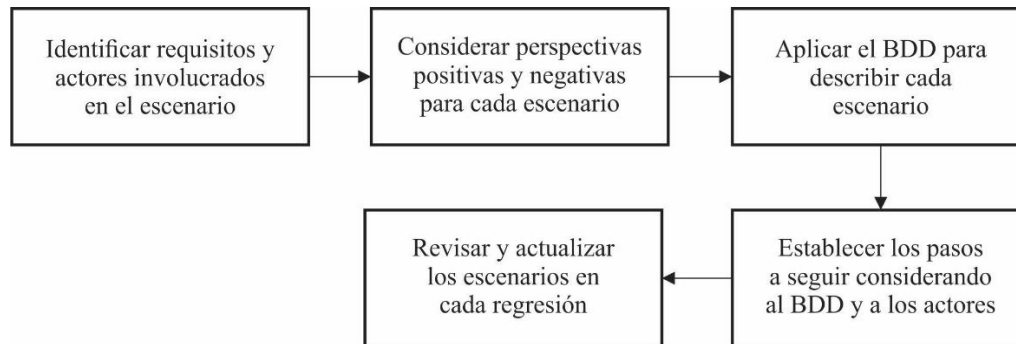 Identificar requisitos y
actores involucrados
en el escenario
Considerar perspectivas
positivas y negativas
para cada escenario
Aplicar el BDD para
describir cada
escenario
Establecer los pasos
a seguir considerando
al BDD y a los actores
Revisar y actualizar
los escenarios en
cada regresión